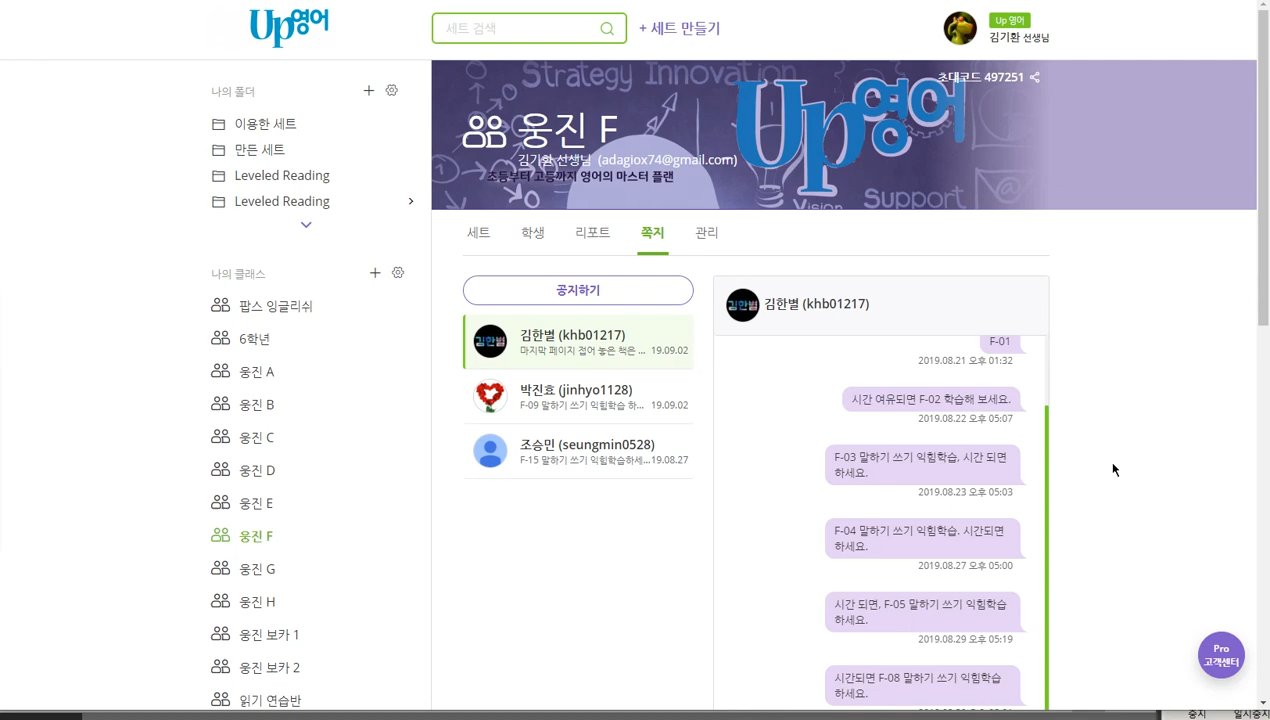 Up영어
세트 검색
+ 세트 만들기
Up 영어
김기환 선생님
나의 폴더
이용한 세트
만든 세트
Leveled Reading
Leveled Reading
나의 클래스
팝스 잉글리쉬
6학년
웅진 A
웅진 B
웅진 C
웅진 D
웅진 E
웅진 F
웅진 G
웅진 H
웅진 보카 1
웅진 보카 2
읽기 연습반
Strategy Innovation
초대코드 497251
웅진 F
Up영어
김기환 선생님 (adagiox74@gmail.com)
초등부터 고등까지 영어의 마스터 플랜
Vision
Support
세트
학생
리포트
쪽지
관리
공지하기
김한별
김한별 (khb01217)
마지막 페이지 접어 놓은 책은 ...
19.09.02
박진효 (jinhyo1128)
F-09 말하기 쓰기 익힘학습 하...
19.09.02
조승민 (seungmin0528)
F-15 말하기 쓰기 익힘학습하세...
19.08.27
김한별
김한별 (khb01217)
F-01
2019.08.21 오후 01:32
시간 여유되면 F-02 학습해 보세요.
2019.08.22 오후 05:07
F-03 말하기 쓰기 익힘학습, 시간 되면
하세요.
2019.08.23 오후 05:03
F-04 말하기 쓰기 익힘학습. 시간되면
하세요.
2019.08.27 오후 05:00
시간 되면, F-05 말하기 쓰기 익힘학습
하세요.
2019.08.29 오후 05:19
시간되면 F-08 말하기 쓰기 익힘학습
하세요.
Pro
고객센터
중지
일시중지